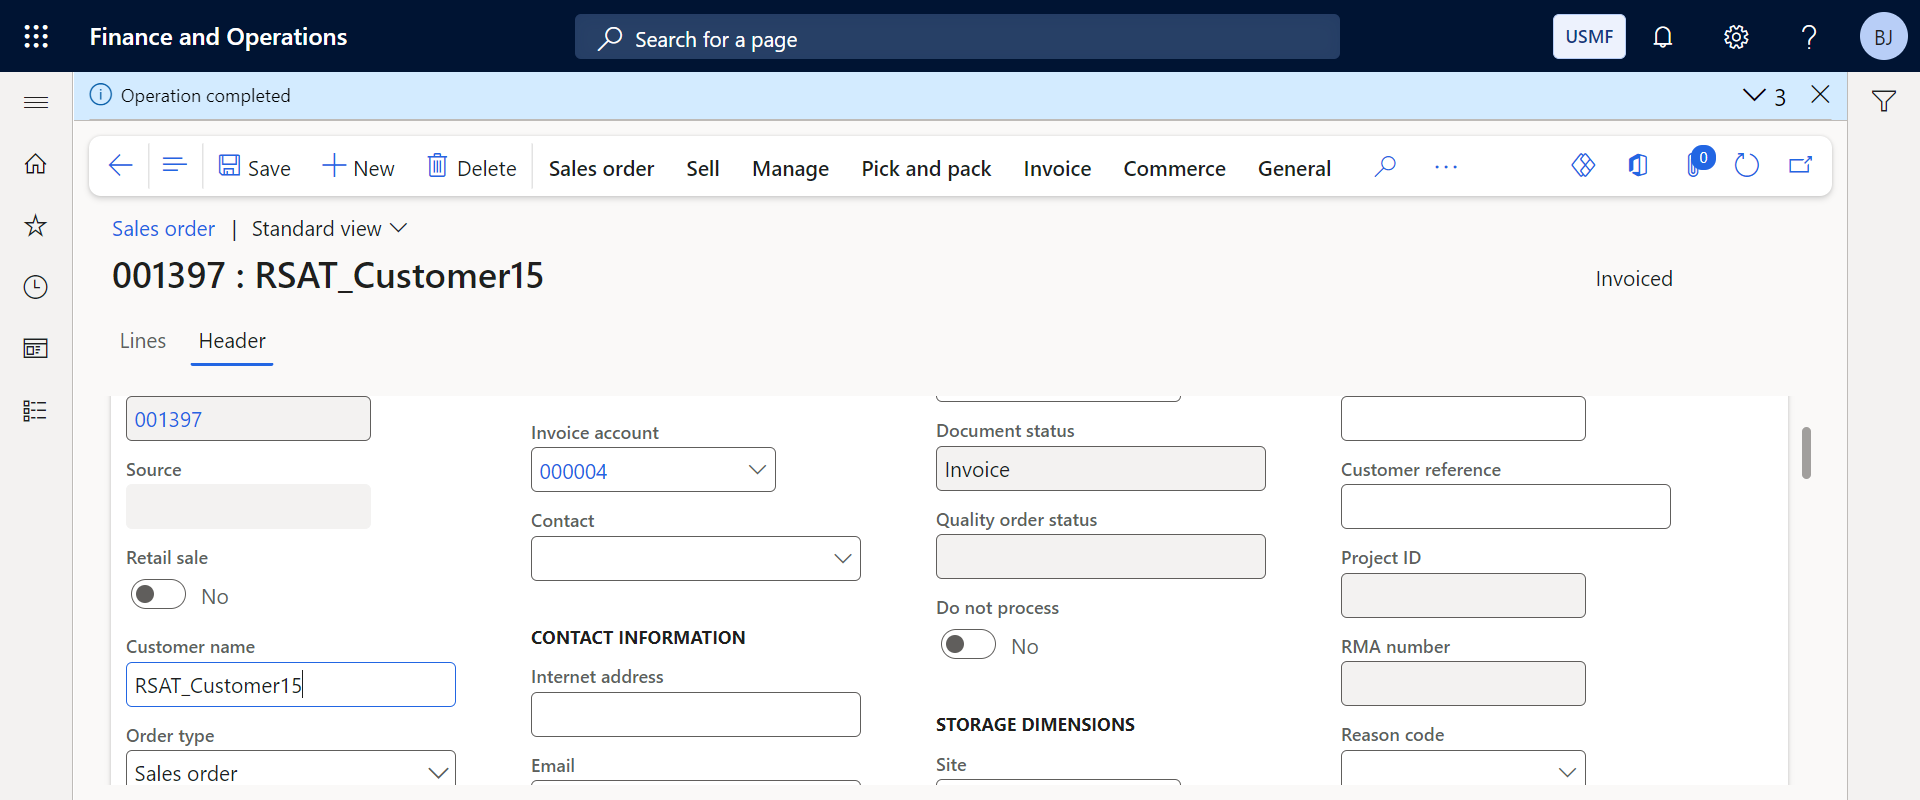 Finance and Operations
Search for a page
USMF
BJ
Operation completed
3
Save
New
Delete
Sales order
Sell
Manage
Pick and pack
Invoice
Commerce
General
0
Sales order | Standard view
001397 : RSAT_Customer15
Invoiced
Lines
Header
001397
Source
Retail sale
No
Customer name
RSAT_Customer15
Order type
Sales order
Invoice account
000004
Contact
CONTACT INFORMATION
Internet address
Email
Document status
Invoice
Quality order status
Do not process
No
STORAGE DIMENSIONS
Site
Customer reference
Project ID
RMA number
Reason code